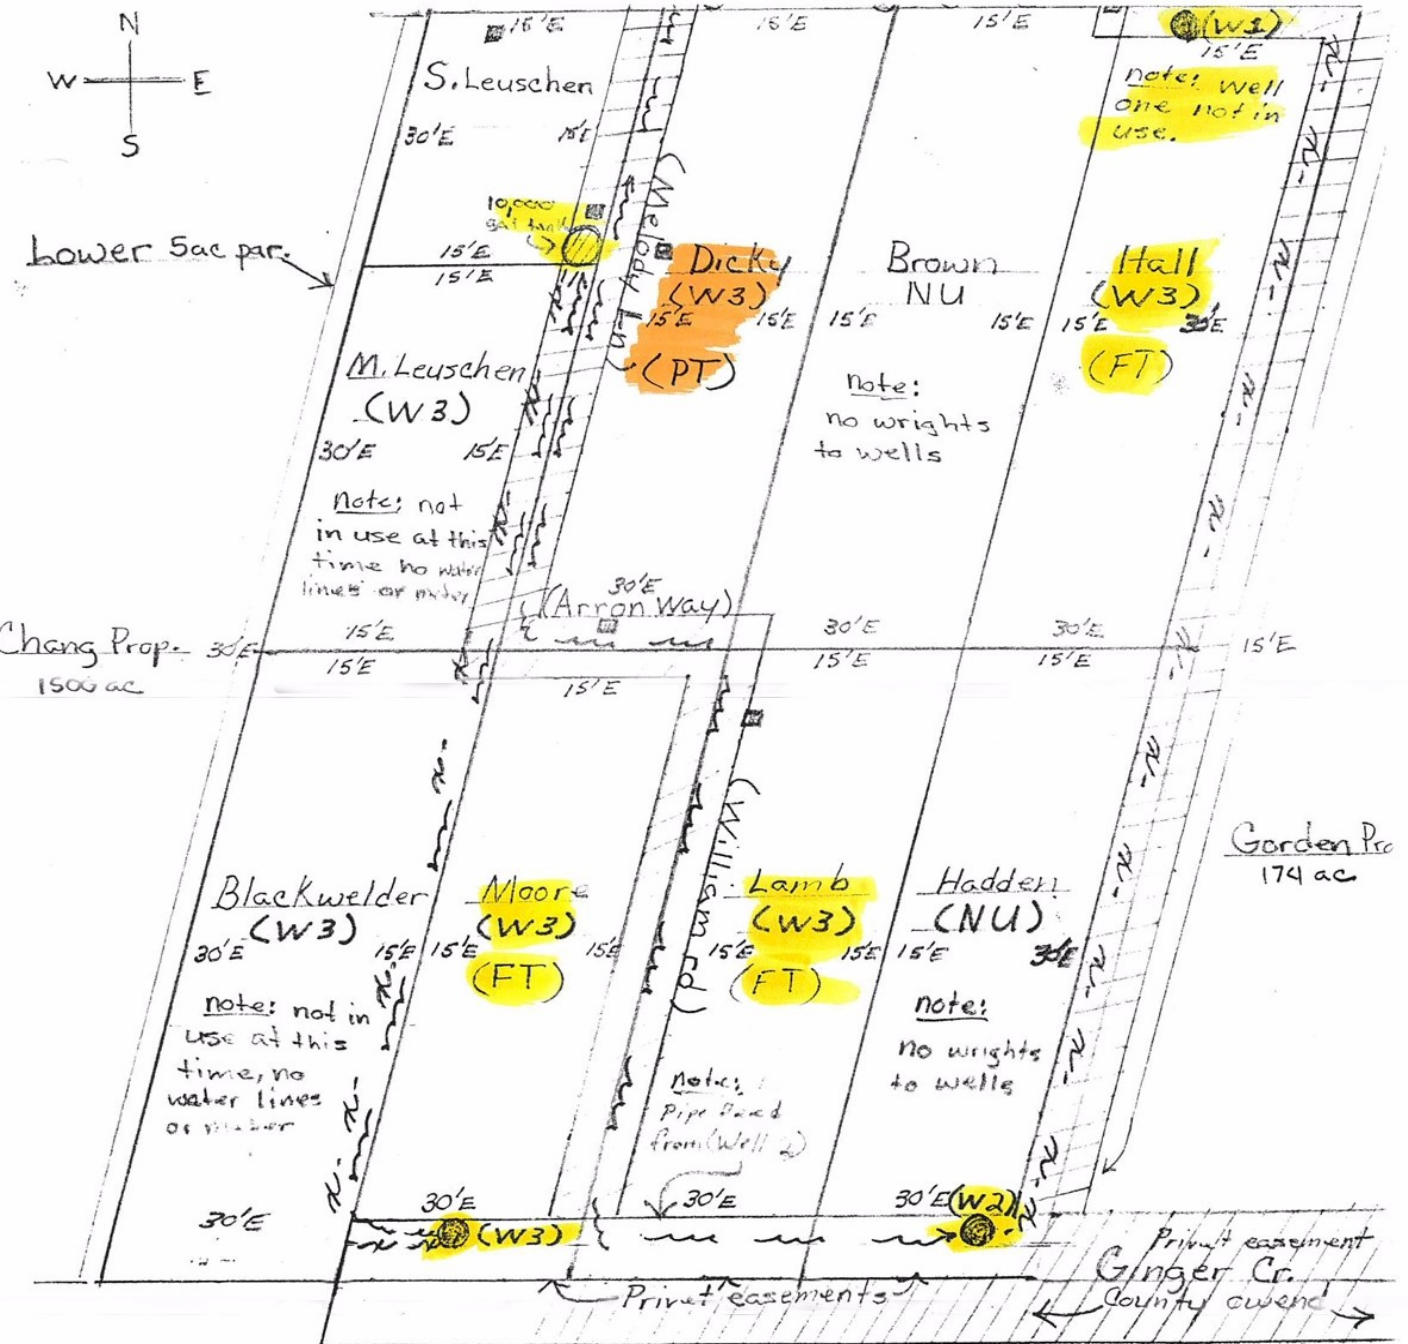 N
W E
S
15'E
15'E
15'E
(W1)
15'E
S. Leuschen
30'E 15'E
note: well
one not in
use.
10,000
gal tank
Lower 5ac par.
15'E
15'E
(Melody Ln)
Dicky
(W3)
15'E 15'E
(PT)
Brown
NU
15'E 15'E
note:
no wrights
to wells
Hall
(W3)
15'E 30'E
(FT)
M. Leuschen
(W3)
30'E 15'E
note: not
in use at this
time no water
lines or meter
30'E
(Arron Way)
Chang Prop. 30'E
1500 ac
15'E
15'E
15'E
30'E
15'E
30'E
15'E
15'E
(William rd)
Gorden Pro
174 ac
Blackwelder
(W3)
30'E 15'E
note: not in
use at this
time, no
water lines
or
30'E
Moore
(W3)
15'E 15'E
(FT)
Lamb
(W3)
15'E 15'E
(FT)
note:
Pipe
from (Well 2)
Hadden
(NU)
15'E 30'E
note:
no wrights
to wells
30'E
30'E
30'E (W2)
(W3)
Privet easements
Privet easement
Ginger Cr.
County owend